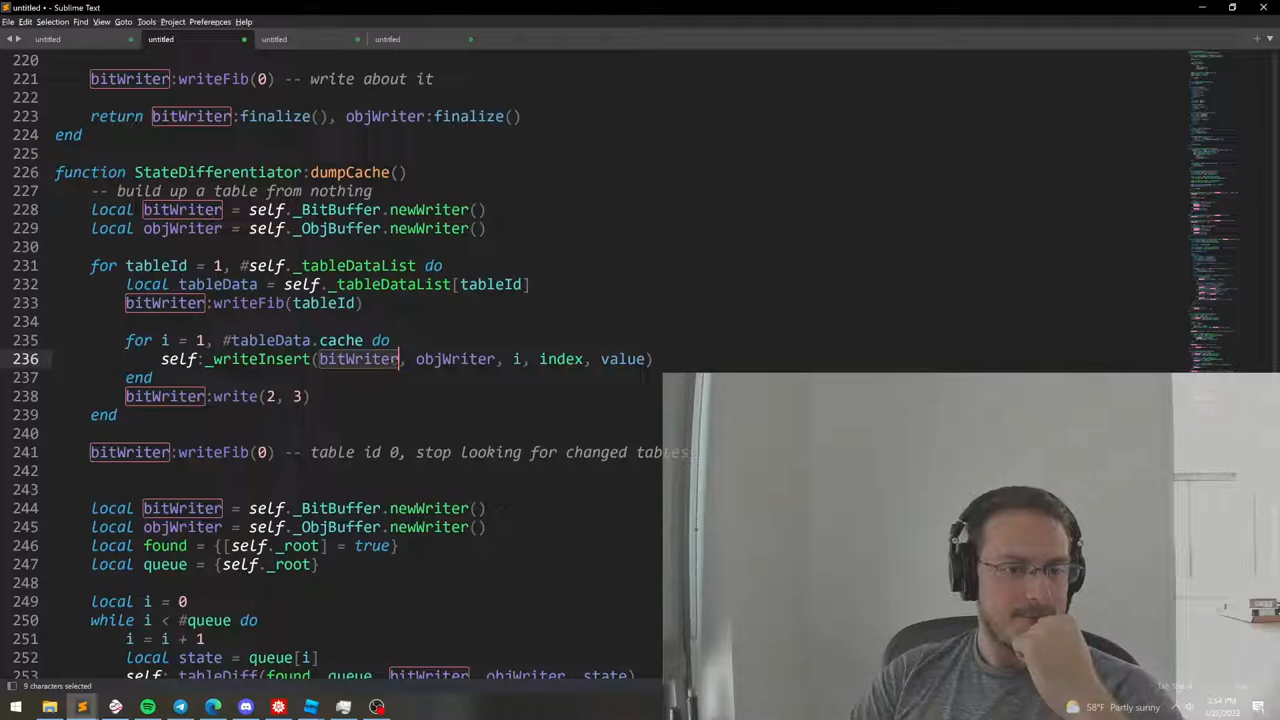 untitled • - Sublime Text
File Edit Selection Find View Goto Tools Project Preferences Help
untitled untitled untitled untitled
220
221 bitWriter:writeFib(0) -- write about it
222
223 return bitWriter:finalize(), objWriter:finalize()
224 end
225
226 function StateDifferentiator:dumpCache()
227 -- build up a table from nothing
228 local bitWriter = self._BitBuffer.newWriter()
229 local objWriter = self._ObjBuffer.newWriter()
230
231 for tableId = 1, #self._tableDataList do
232 local tableData = self._tableDataList[tableId]
233 bitWriter:writeFib(tableId)
234
235 for i = 1, #tableData.cache do
236 self:_writeInsert(bitWriter, objWriter, i, index, value)
237 end
238 bitWriter:write(2, 3)
239 end
240
241 bitWriter:writeFib(0) -- table id 0, stop looking for changed tables
242
243
244 local bitWriter = self._BitBuffer.newWriter()
245 local objWriter = self._ObjBuffer.newWriter()
246 local found = {[self._root] = true}
247 local queue = {self._root}
248
249 local i = 0
250 while i < #queue do
251 i = i + 1
252 local state = queue[i]
253 self:_tableDiff(found, queue, bitWriter, objWriter, state)
9 characters selected
Tab Size: 4
58°F Partly sunny
2:54 PM